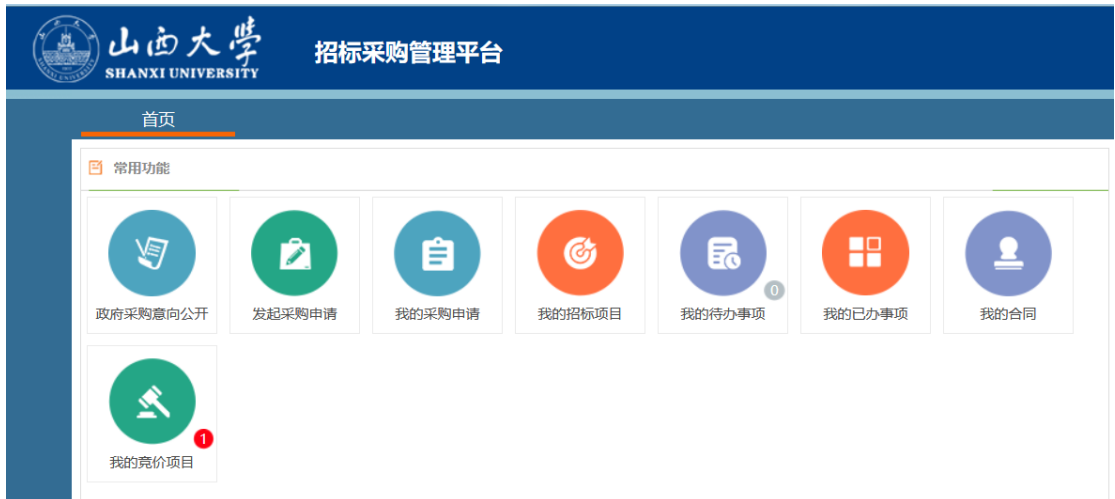 山西大学
SHANXI UNIVERSITY
招标采购管理平台
首页
常用功能
政府采购意向公开
发起采购申请
我的采购申请
我的招标项目
0
我的待办事项
我的已办事项
我的合同
1
我的竞价项目